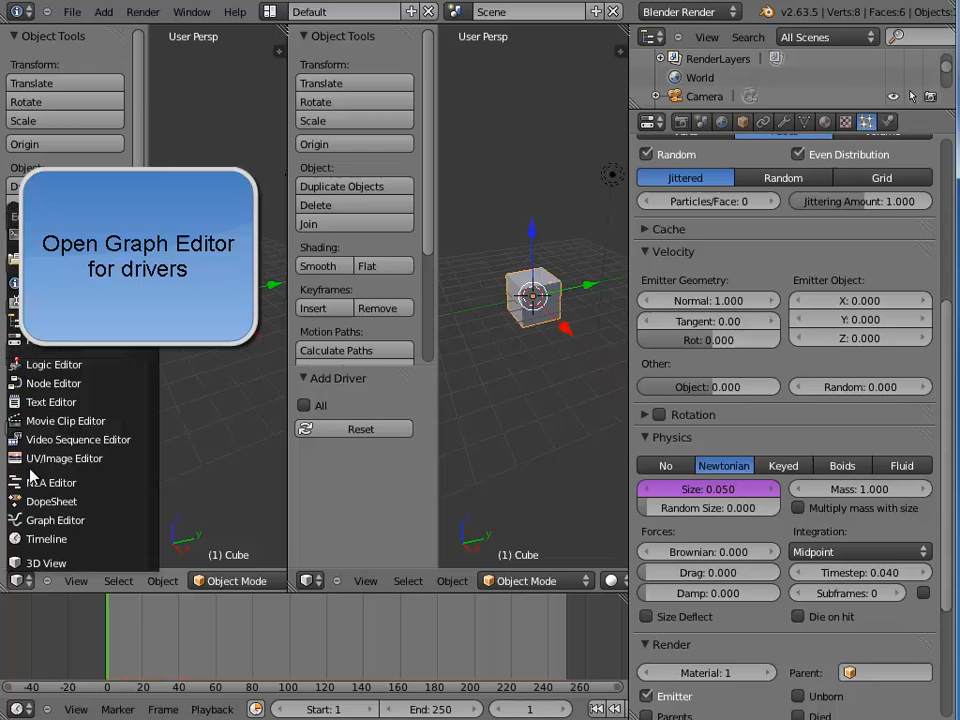 File Add Render Window Help Default Scene Blender Render v2.63.5 | Verts:8 | Faces:6 | Objects:
Object Tools
Transform:
Translate
Rotate
Scale
Origin
Open Graph Editor
for drivers
Logic Editor
Node Editor
Text Editor
Movie Clip Editor
Video Sequence Editor
UV/Image Editor
NLA Editor
DopeSheet
Graph Editor
Timeline
3D View
User Persp
(1) Cube
View Select Object Object Mode
Object Tools
Transform:
Translate
Rotate
Scale
Origin
Object:
Duplicate Objects
Delete
Join
Shading:
Smooth Flat
Keyframes:
Insert Remove
Motion Paths:
Calculate Paths
Add Driver
All
Reset
User Persp
(1) Cube
View Select Object Object Mode
View Search All Scenes
RenderLayers
World
Camera
Random Even Distribution
Jittered Random Grid
Particles/Face: 0 Jittering Amount: 1.000
Cache
Velocity
Emitter Geometry: Emitter Object:
Normal: 1.000 X: 0.000
Tangent: 0.00 Y: 0.000
Rot: 0.000 Z: 0.000
Other:
Object: 0.000 Random: 0.000
Rotation
Physics
No Newtonian Keyed Boids Fluid
Size: 0.050 Mass: 1.000
Random Size: 0.000 Multiply mass with size
Forces: Integration:
Brownian: 0.000 Midpoint
Drag: 0.000 Timestep: 0.040
Damp: 0.000 Subframes: 0
Size Deflect Die on hit
Render
Material: 1 Parent:
Emitter Unborn
Parents Died
-40 -20 0 20 40 60 80 100 120 140 160 180 200 220 240 260
View Marker Frame Playback Start: 1 End: 250 1